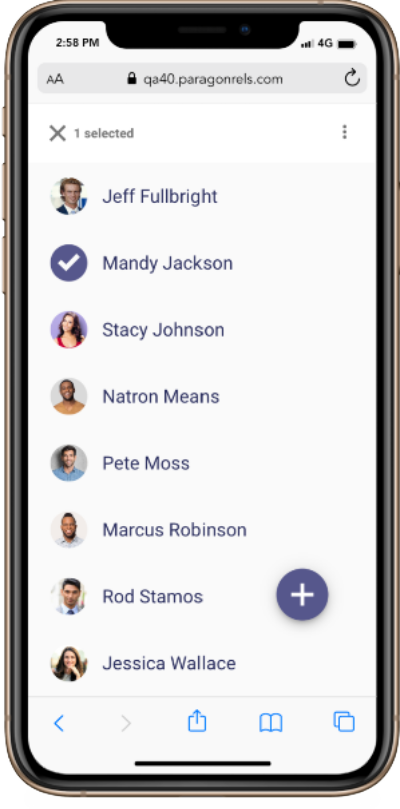 2:58 PM
4G
AA
qa40.paragonrels.com
1 selected
Jeff Fullbright
Mandy Jackson
Stacy Johnson
Natron Means
Pete Moss
Marcus Robinson
Rod Stamos
Jessica Wallace